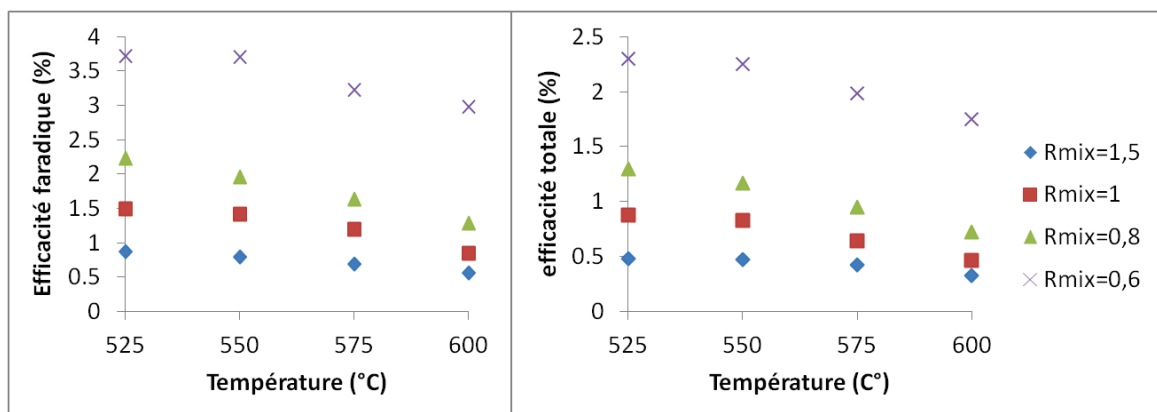 Efficacité faradique (%)
4
3.5
3
2.5
2
1.5
1
0.5
0
525 550 575 600
Température (°C)
efficacité totale (%)
2.5
2
1.5
1
0.5
0
525 550 575 600
Température (C°)
Rmix=1,5
Rmix=1
Rmix=0,8
Rmix=0,6